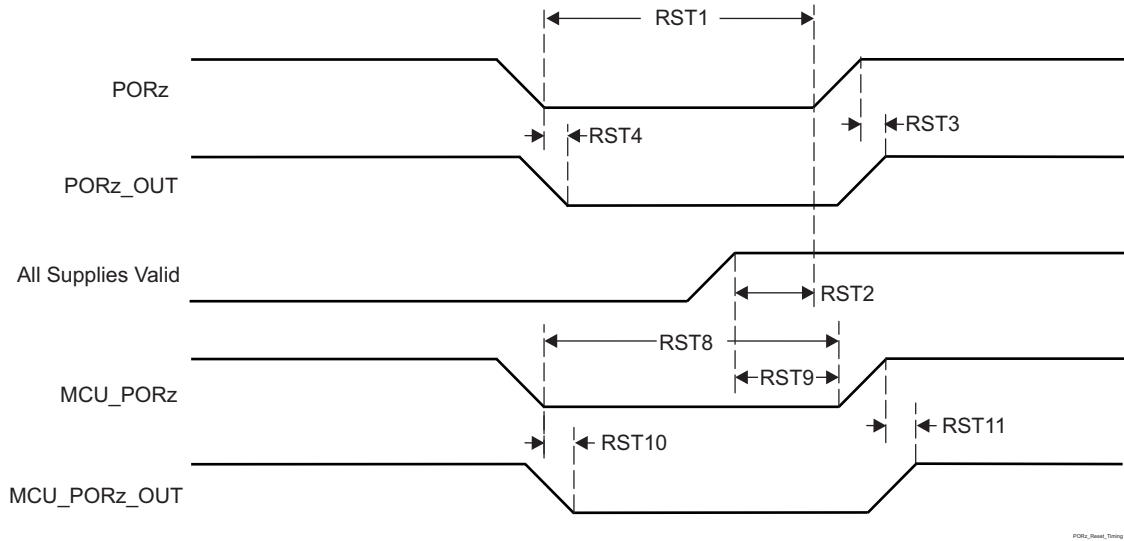 RST1
PORz
RST4
RST3
PORz_OUT
All Supplies Valid
RST2
RST8
MCU_PORz
RST9
RST10
RST11
MCU_PORz_OUT
PORz_Reset_Timing